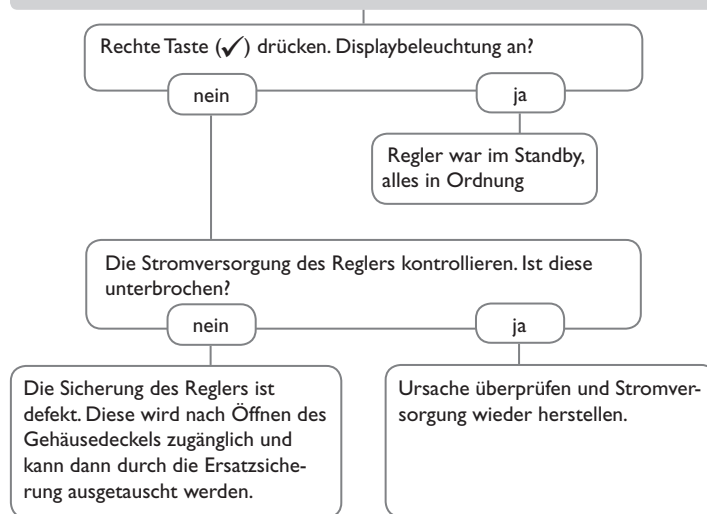 Rechte Taste (✓) drücken. Displaybeleuchtung an?
nein
ja
Regler war im Standby,
alles in Ordnung
Die Stromversorgung des Reglers kontrollieren. Ist diese
unterbrochen?
nein
ja
Die Sicherung des Reglers ist
defekt. Diese wird nach Öffnen des
Gehäusedeckels zugänglich und
kann dann durch die Ersatzsiche-
rung ausgetauscht werden.
Ursache überprüfen und Stromver-
sorgung wieder herstellen.